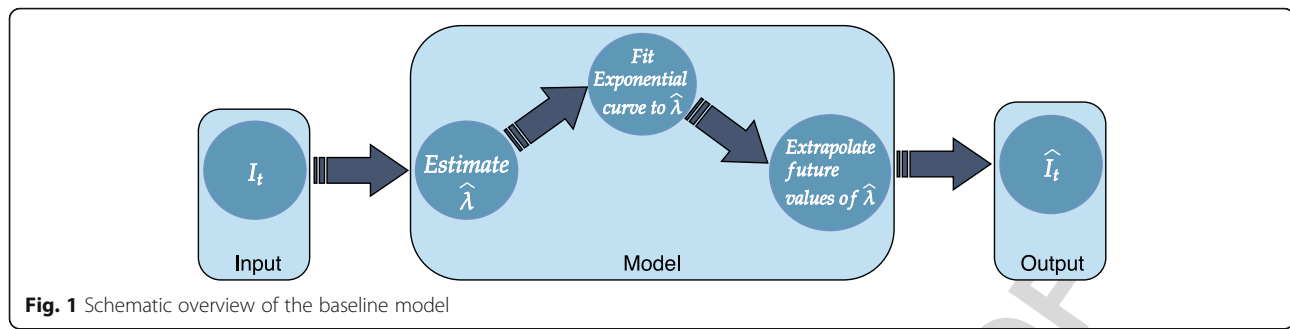 I_t
Input
Estimate
λ̂
Fit
Exponential
curve to λ̂
Extrapolate
future
values of λ̂
Model
Î_t
Output
Fig. 1 Schematic overview of the baseline model